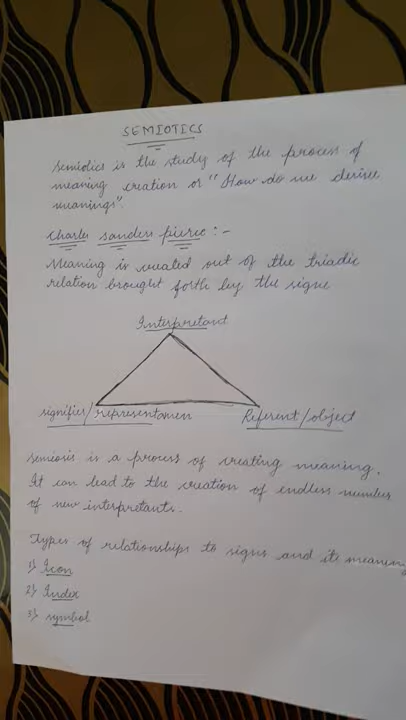 SEMIOTICS
Semiotics is the study of the process of
meaning creation or "How do we derive
meanings".
Charles sanders pierce :-
Meaning is created out of the triadic
relation brought forth by the signe
Interpretant
signifier/representamen Referent/object
semiosis is a process of creating meaning.
It can lead to the creation of endless number
of new interpretants.
Types of relationships to signs and its meaning
1) Icon
2) Index
3) symbol